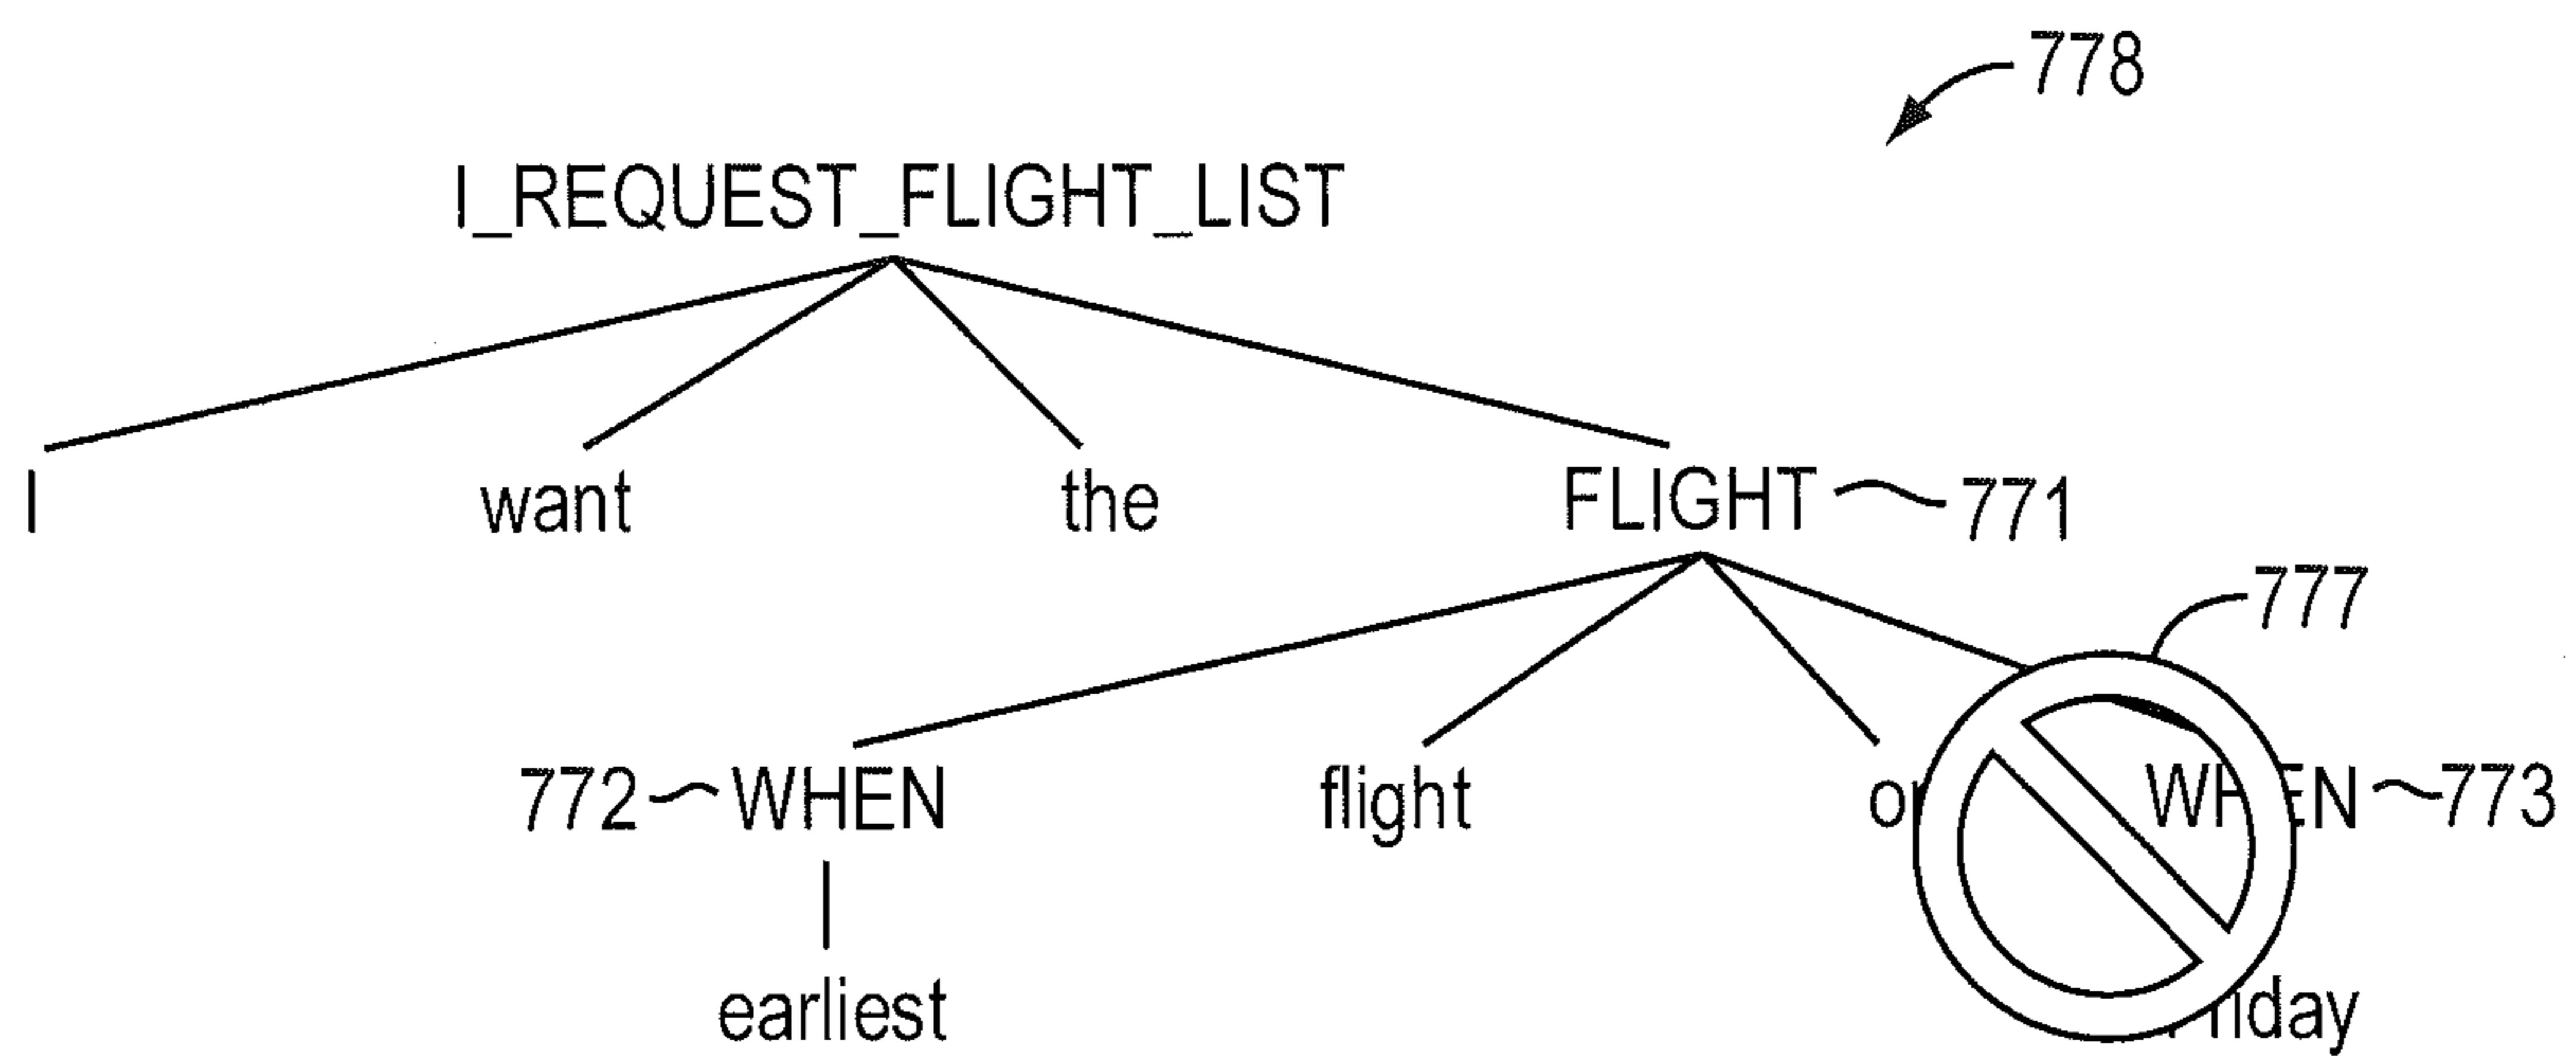 778
I_REQUEST_FLIGHT_LIST
I want the FLIGHT 771
777
772 WHEN flight WHEN 773
earliest